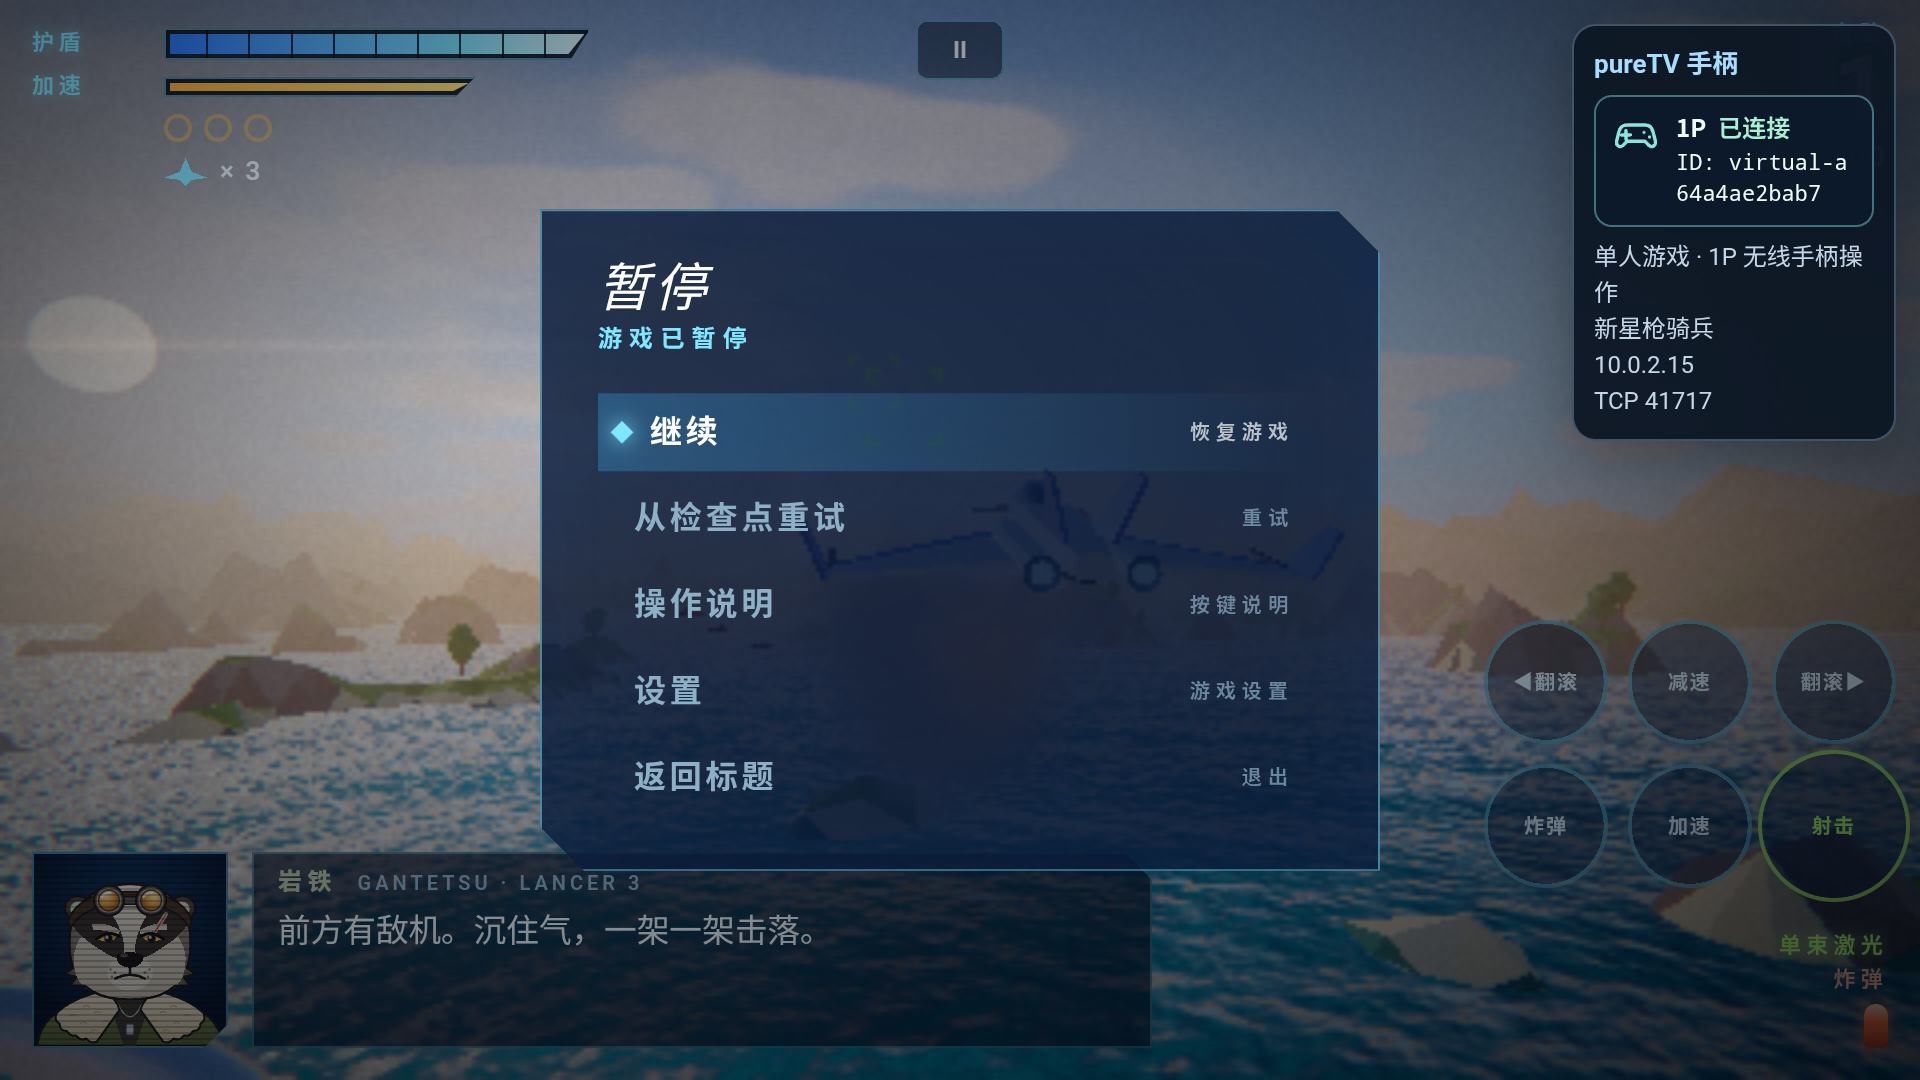 护盾
加速
× 3
pureTV 手柄
1P 已连接
ID: virtual-a
64a4ae2bab7
单人游戏 · 1P 无线手柄操
作
新星枪骑兵
10.0.2.15
TCP 41717
暂停
游戏已暂停
继续 恢复游戏
从检查点重试 重试
操作说明 按键说明
设置 游戏设置
返回标题 退出
◀翻滚 减速 翻滚▶
炸弹 加速 射击
岩铁 GANTETSU · LANCER 3
前方有敌机。沉住气，一架一架击落。
单束激光
炸弹